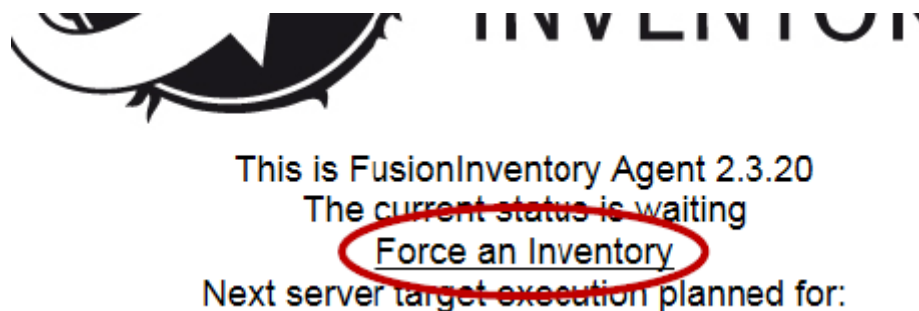 INVENTOR
This is FusionInventory Agent 2.3.20
The current status is waiting
Force an Inventory
Next server target execution planned for: